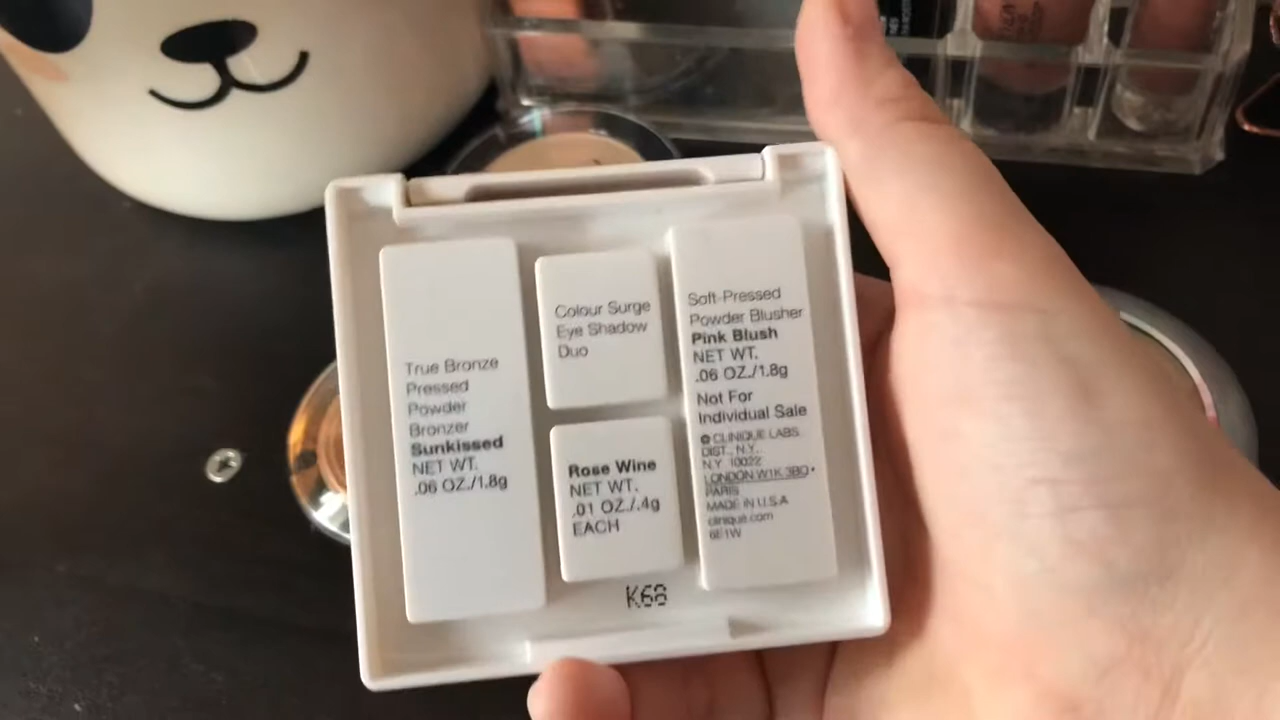 True Bronze
Pressed
Powder
Bronzer
Sunkissed
NET WT.
.06 OZ./1.8g
Colour Surge
Eye Shadow
Duo
Rose Wine
NET WT.
.01 OZ./.4g
EACH
Soft-Pressed
Powder Blusher
Pink Blush
NET WT.
.06 OZ./1.8g
Not For
Individual Sale
CLINIQUE LABS.
DIST., N.Y.,
N.Y. 10022
LONDON W1K 3BQ •
PARIS
MADE IN U.S.A
clinique.com
6E1W
K68